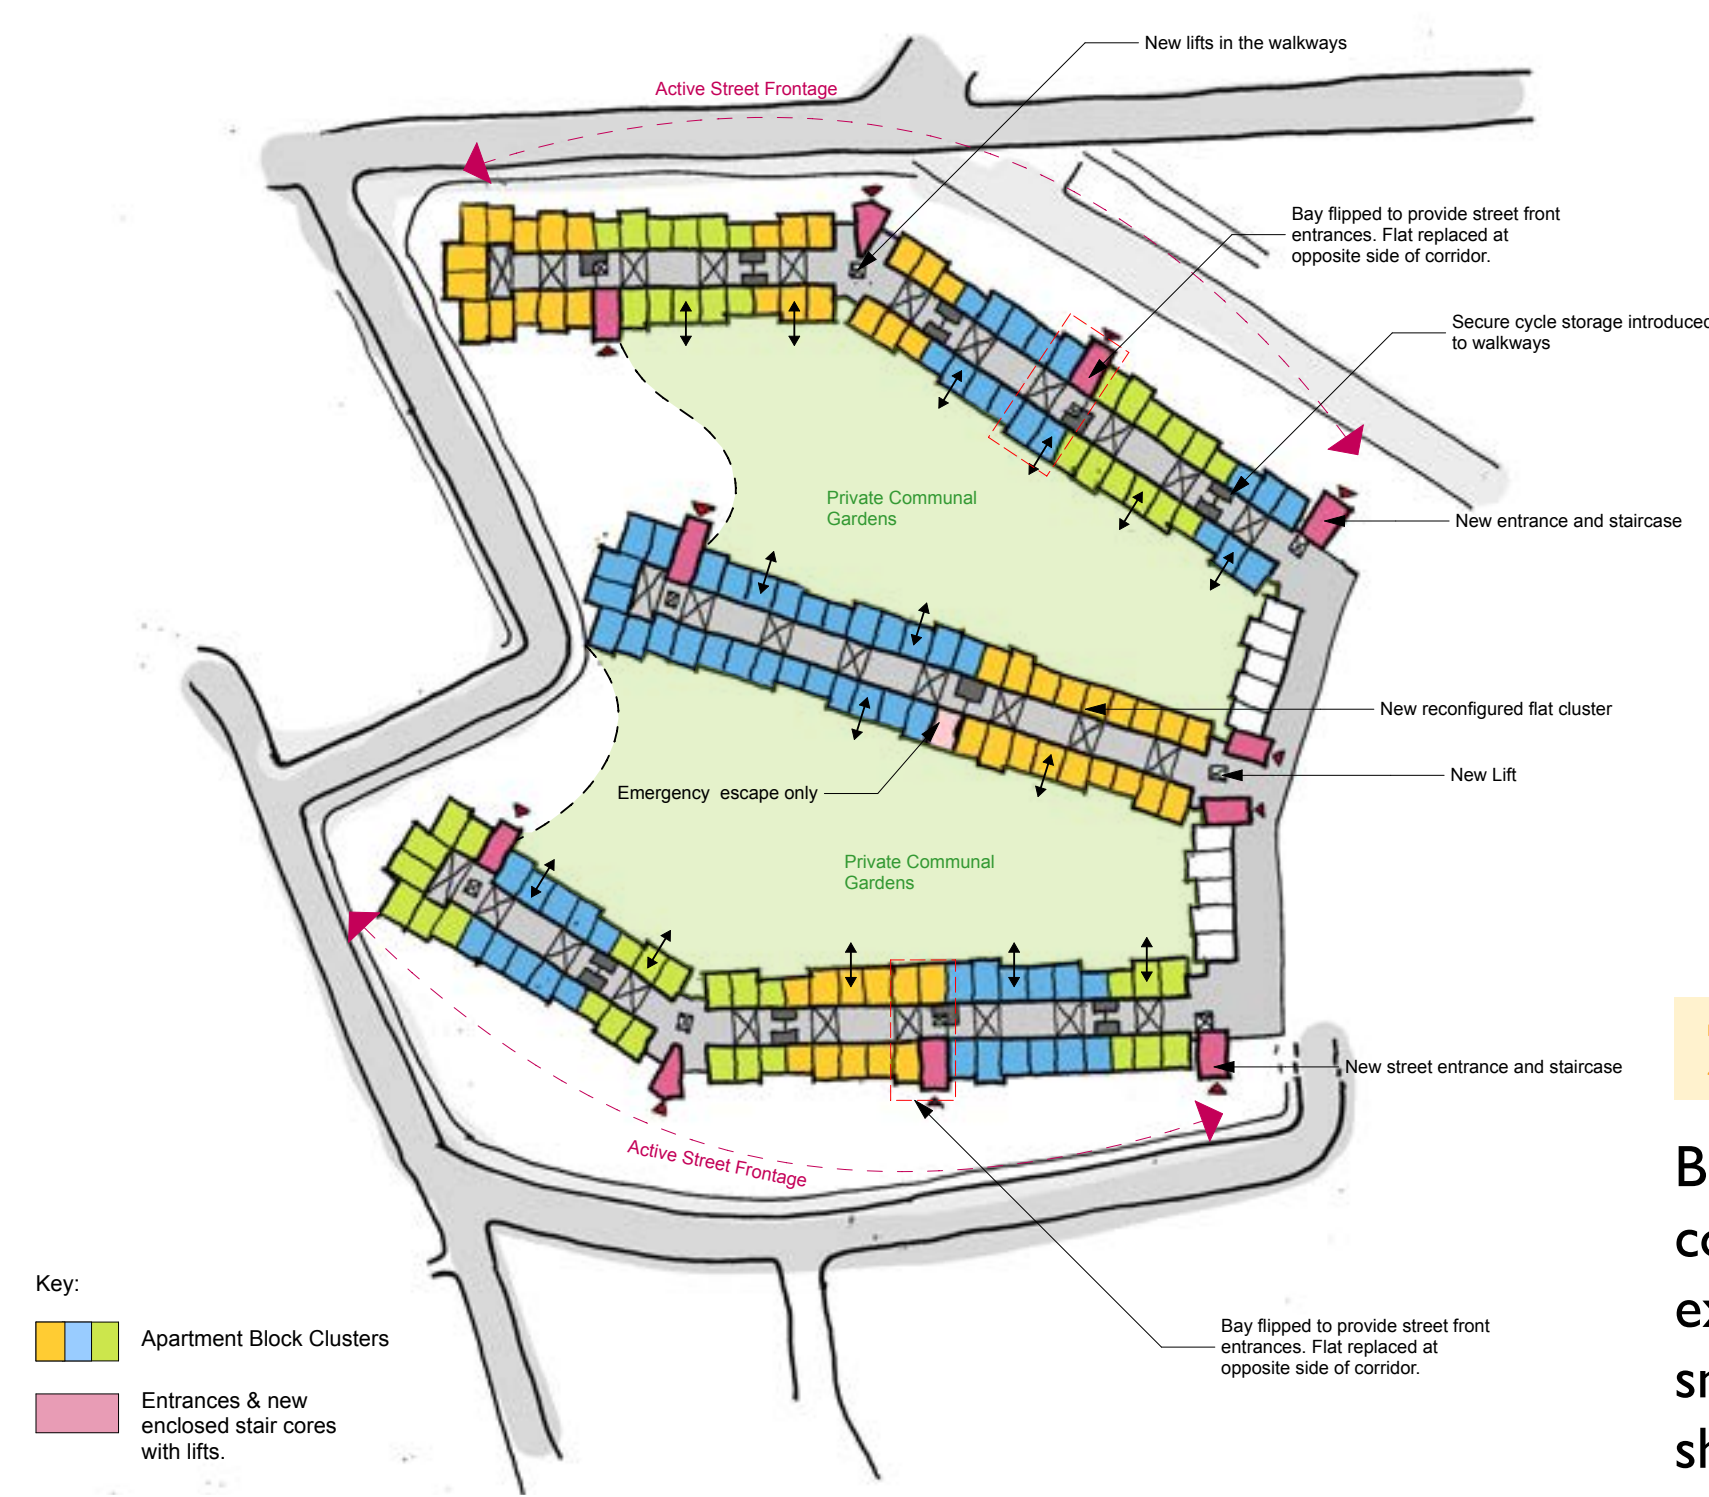 New lifts in the walkways
Active Street Frontage
Bay flipped to provide street front
entrances. Flat replaced at
opposite side of corridor.
Secure cycle storage introduced
to walkways
Private Communal
Gardens
New entrance and staircase
New reconfigured flat cluster
New Lift
Emergency escape only
Private Communal
Gardens
New street entrance and staircase
Active Street Frontage
Bay flipped to provide street front
entrances. Flat replaced at
opposite side of corridor.
Key:
Apartment Block Clusters
Entrances & new
enclosed stair cores
with lifts.